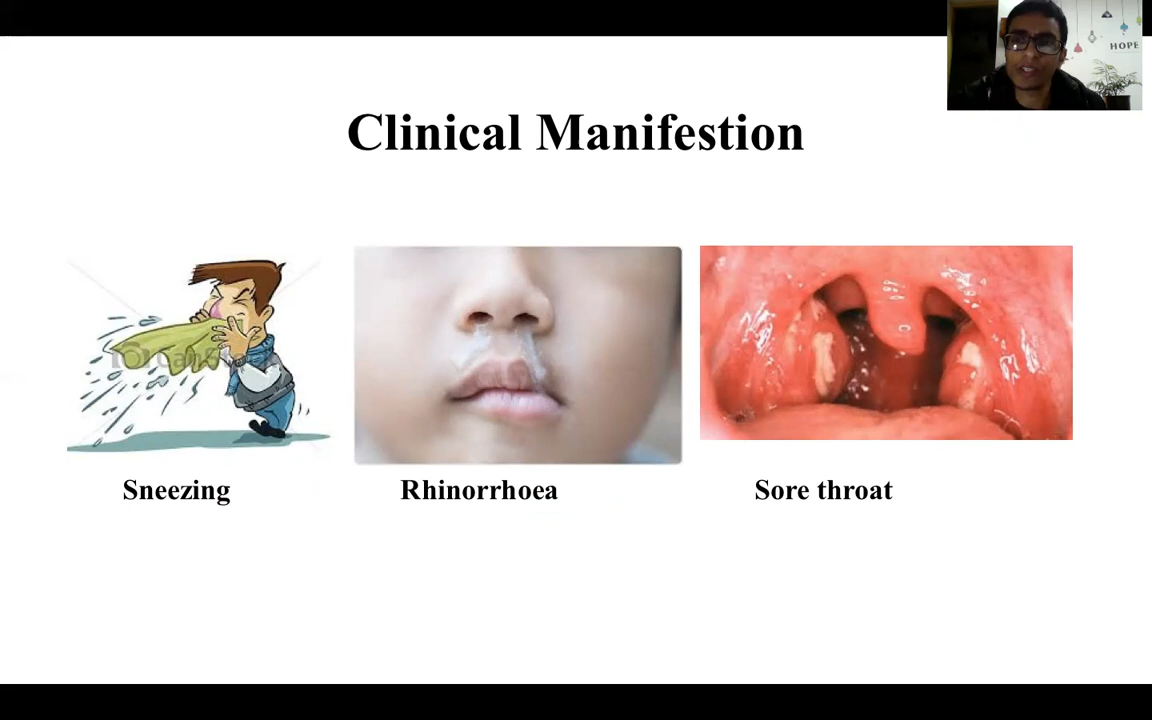 HOPE
Clinical Manifestion
Sneezing
Rhinorrhoea
Sore throat